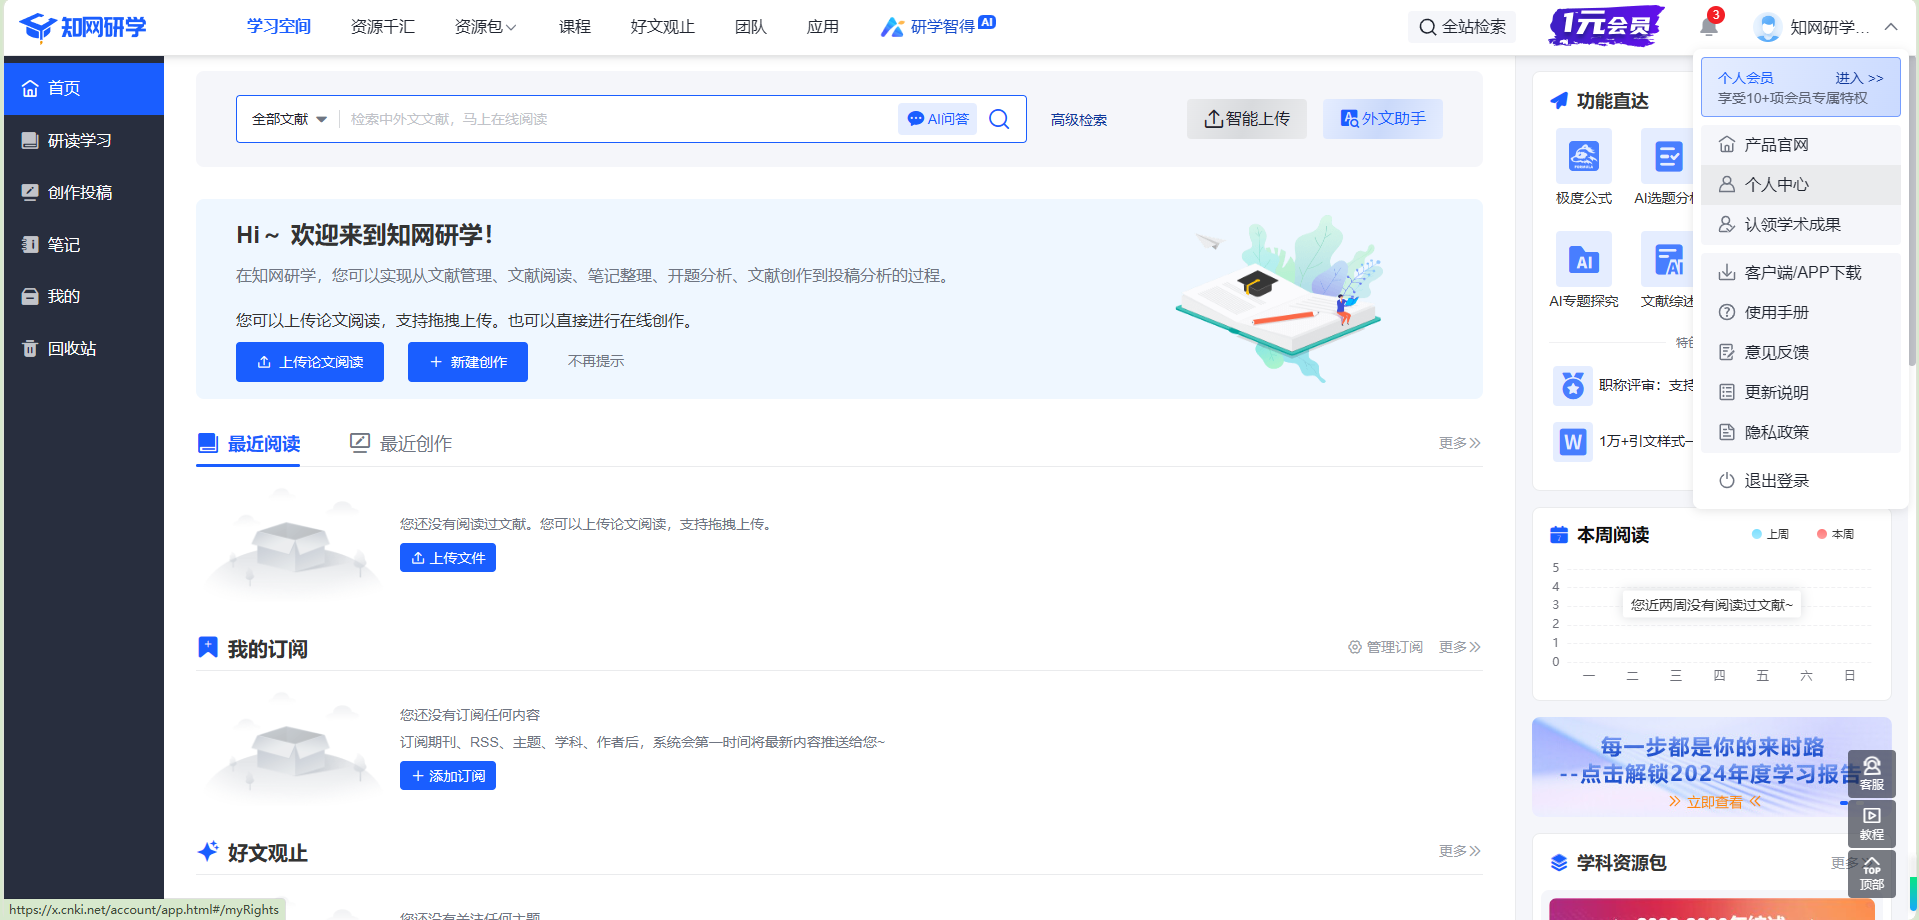 知网研学
学习空间
资源千汇
资源包
课程
好文观止
团队
应用
研学智得 AI
全站检索
1元会员
3
知网研学...
首页
研读学习
创作投稿
笔记
我的
回收站
全部文献
检索中外文文献，马上在线阅读
AI问答
高级检索
智能上传
外文助手
Hi～ 欢迎来到知网研学！
在知网研学，您可以实现从文献管理、文献阅读、笔记整理、开题分析、文献创作到投稿分析的过程。
您可以上传论文阅读，支持拖拽上传。也可以直接进行在线创作。
上传论文阅读
新建创作
不再提示
最近阅读
最近创作
更多
您还没有阅读过文献。您可以上传论文阅读，支持拖拽上传。
上传文件
我的订阅
管理订阅
更多
您还没有订阅任何内容
订阅期刊、RSS、主题、学科、作者后，系统会第一时间将最新内容推送给您~
添加订阅
好文观止
更多
功能直达
极度公式
AI选题分
AI
AI专题探究
AI
文献综述
职称评审：支持
W
1万+引文样式
个人会员
进入 >>
享受10+项会员专属特权
产品官网
个人中心
认领学术成果
客户端/APP下载
使用手册
意见反馈
更新说明
隐私政策
退出登录
本周阅读
上周
本周
5
4
3
2
1
0
您近两周没有阅读过文献~
一
二
三
四
五
六
日
每一步都是你的来时路
--点击解锁2024年度学习报告
立即查看
客服
教程
TOP
顶部
学科资源包
更多
https://x.cnki.net/account/app.html#/myRights